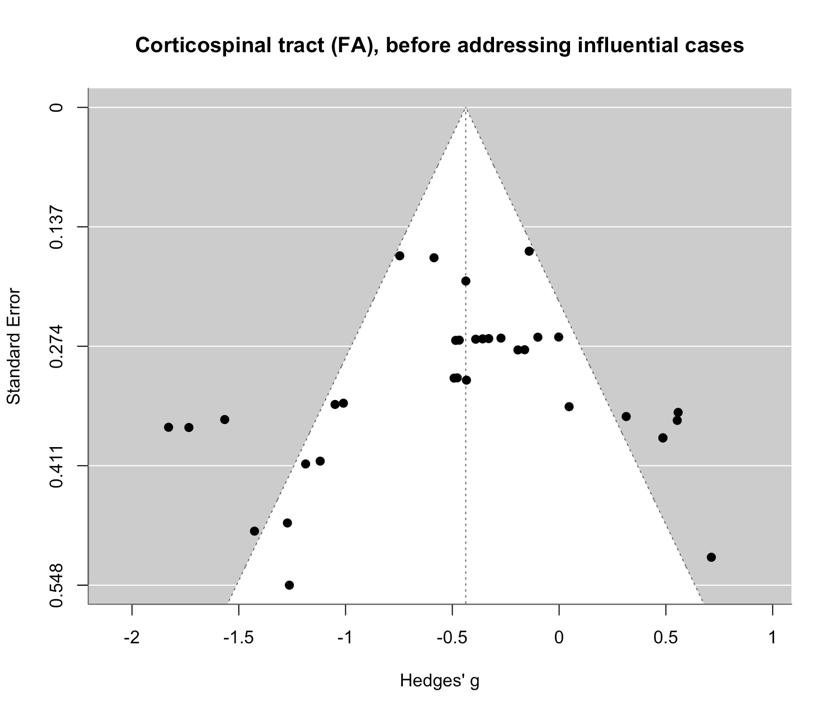 Corticospinal tract (FA), before addressing influential cases
0
0.137
0.274
0.411
0.548
Standard Error
-2 -1.5 -1 -0.5 0 0.5 1
Hedges' g